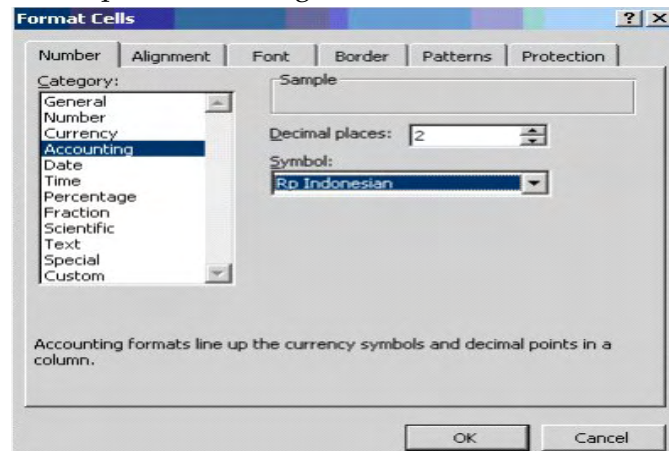 Format Cells
Number Alignment Font Border Patterns Protection
Category:
General
Number
Currency
Accounting
Date
Time
Percentage
Fraction
Scientific
Text
Special
Custom
Sample
Decimal places: 2
Symbol:
Rp Indonesian
Accounting formats line up the currency symbols and decimal points in a
column.
OK Cancel